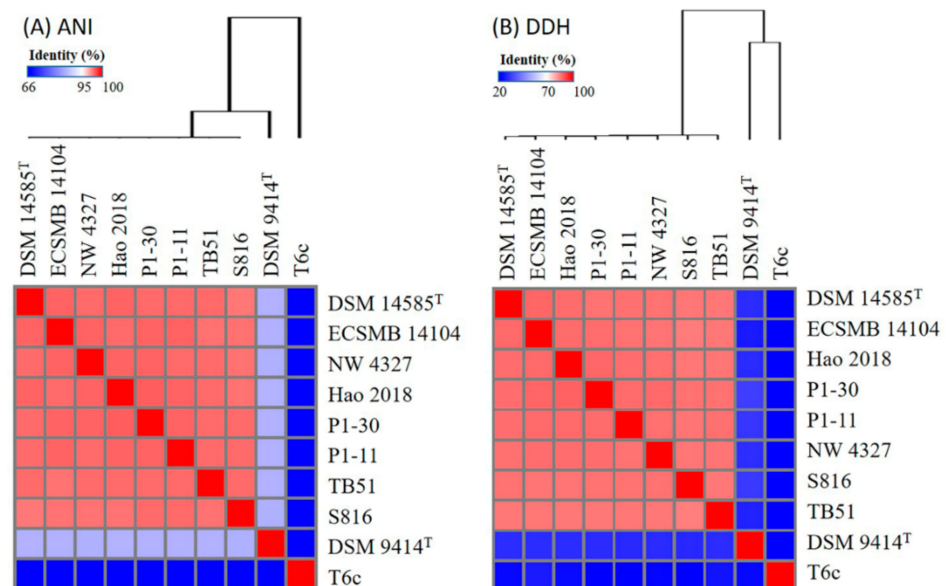 (A) ANI
Identity (%)
66 95 100
DSM 14585ᵀ
ECSMB 14104
NW 4327
Hao 2018
P1-30
P1-11
TB51
S816
DSM 9414ᵀ
T6c
DSM 14585ᵀ
ECSMB 14104
NW 4327
Hao 2018
P1-30
P1-11
TB51
S816
DSM 9414ᵀ
T6c
(B) DDH
Identity (%)
20 70 100
DSM 14585ᵀ
ECSMB 14104
Hao 2018
P1-30
P1-11
NW 4327
S816
TB51
DSM 9414ᵀ
T6c
DSM 14585ᵀ
ECSMB 14104
Hao 2018
P1-30
P1-11
NW 4327
S816
TB51
DSM 9414ᵀ
T6c